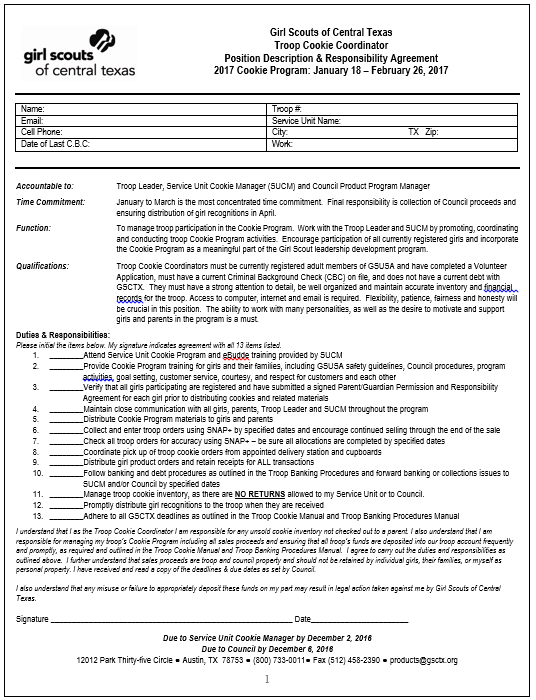 Girl Scouts of Central Texas
Troop Cookie Coordinator
Position Description & Responsibility Agreement
2017 Cookie Program: January 18 – February 26, 2017
girl scouts
of central texas
Name: Troop #:
Email: Service Unit Name:
Cell Phone: City: TX Zip:
Date of Last C.B.C: Work:
Accountable to: Troop Leader, Service Unit Cookie Manager (SUCM) and Council Product Program Manager
Time Commitment: January to March is the most concentrated time commitment. Final responsibility is collection of Council proceeds and
ensuring distribution of girl recognitions in April.
Function: To manage troop participation in the Cookie Program. Work with the Troop Leader and SUCM by promoting, coordinating
and conducting troop Cookie Program activities. Encourage participation of all currently registered girls and incorporate
the Cookie Program as a meaningful part of the Girl Scout leadership development program.
Qualifications: Troop Cookie Coordinators must be currently registered adult members of GSUSA and have completed a Volunteer
Application, must have a current Criminal Background Check (CBC) on file, and does not have a current debt with
GSCTX. They must have a strong attention to detail, be well organized and maintain accurate inventory and financial
records for the troop. Access to computer, internet and email is required. Flexibility, patience, fairness and honesty will
be crucial in this position. The ability to work with many personalities, as well as the desire to motivate and support
girls and parents in the program is a must.
Duties & Responsibilities:
Please initial the items below. My signature indicates agreement with all 13 items listed.
1. ________Attend Service Unit Cookie Program and eBudde training provided by SUCM
2. ________Provide Cookie Program training for girls and their families, including GSUSA safety guidelines, Council procedures, program
activities, goal setting, customer service, courtesy, and respect for customers and each other
3. ________Verify that all girls participating are registered and have submitted a signed Parent/Guardian Permission and Responsibility
Agreement for each girl prior to distributing cookies and related materials
4. ________Maintain close communication with all girls, parents, Troop Leader and SUCM throughout the program
5. ________Distribute Cookie Program materials to girls and parents
6. ________Collect and enter troop orders using SNAP+ by specified dates and encourage continued selling through the end of the sale
7. ________Check all troop orders for accuracy using SNAP+ – be sure all allocations are completed by specified dates
8. ________Coordinate pick up of troop cookie orders from appointed delivery station and cupboards
9. ________Distribute girl product orders and retain receipts for ALL transactions
10. ________Follow banking and debt procedures as outlined in the Troop Banking Procedures and forward banking or collections issues to
SUCM and/or Council by specified dates
11. ________Manage troop cookie inventory, as there are NO RETURNS allowed to my Service Unit or to Council.
12. ________Promptly distribute girl recognitions to the troop when they are received
13. ________Adhere to all GSCTX deadlines as outlined in the Troop Cookie Manual and Troop Banking Procedures Manual
I understand that as the Troop Cookie Coordinator I am responsible for any unsold cookie inventory not checked out to a parent. I also understand that I am
responsible for managing my troop's Cookie Program including all sales proceeds and ensuring that all troop's funds are deposited into our troop account frequently
and promptly, as required and outlined in the Troop Cookie Manual and Troop Banking Procedures Manual. I agree to carry out the duties and responsibilities as
outlined above. I further understand that sales proceeds are troop and council property and should not be retained by individual girls, their families, or myself as
personal property. I have received and read a copy of the deadlines & due dates as set by Council.
I also understand that any misuse or failure to appropriately deposit these funds on my part may result in legal action taken against me by Girl Scouts of Central
Texas.
Signature ______________________________ Date______________
Due to Service Unit Cookie Manager by December 2, 2016
Due to Council by December 6, 2016
12012 Park Thirty-five Circle ● Austin, TX 78753 ● (800) 733-0011● Fax (512) 458-2390 ● products@gsctx.org
1